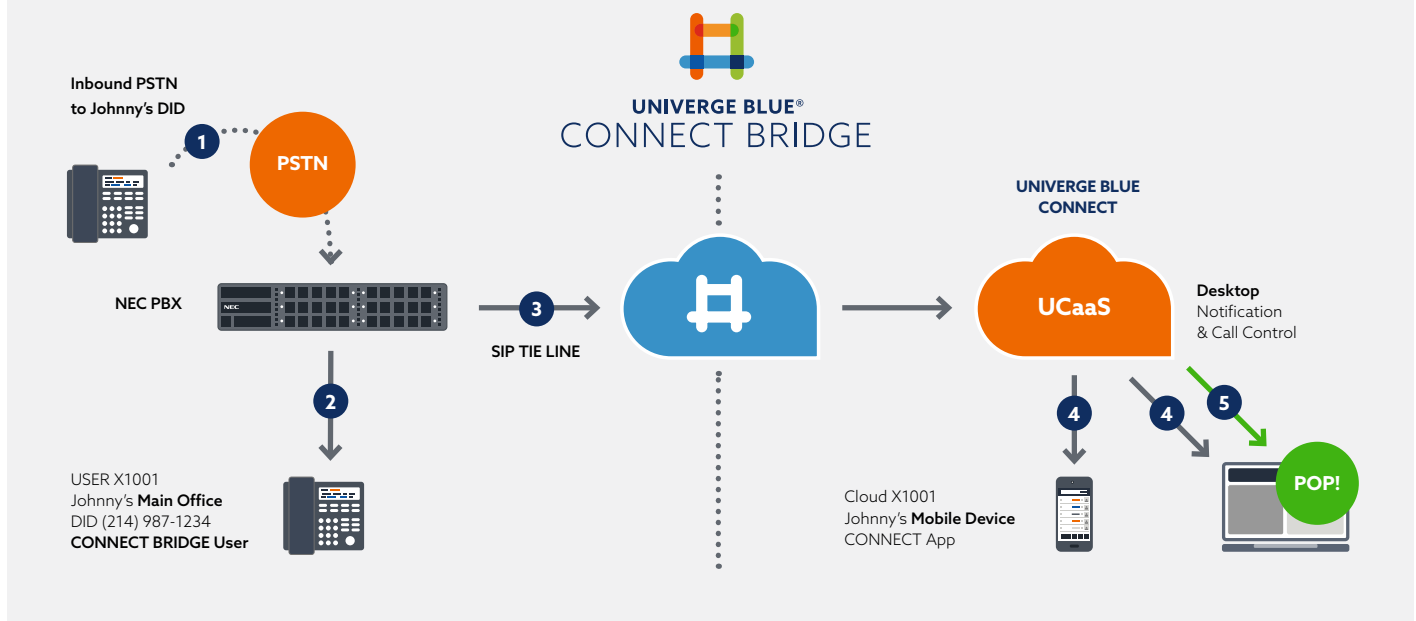 UNIVERGE BLUE®
CONNECT BRIDGE
Inbound PSTN
to Johnny's DID
1
PSTN
NEC PBX
NEC
3
SIP TIE LINE
2
USER X1001
Johnny's Main Office
DID (214) 987-1234
CONNECT BRIDGE User
UNIVERGE BLUE
CONNECT
UCaaS
Desktop
Notification
& Call Control
4
4
5
Cloud X1001
Johnny's Mobile Device
CONNECT App
POP!